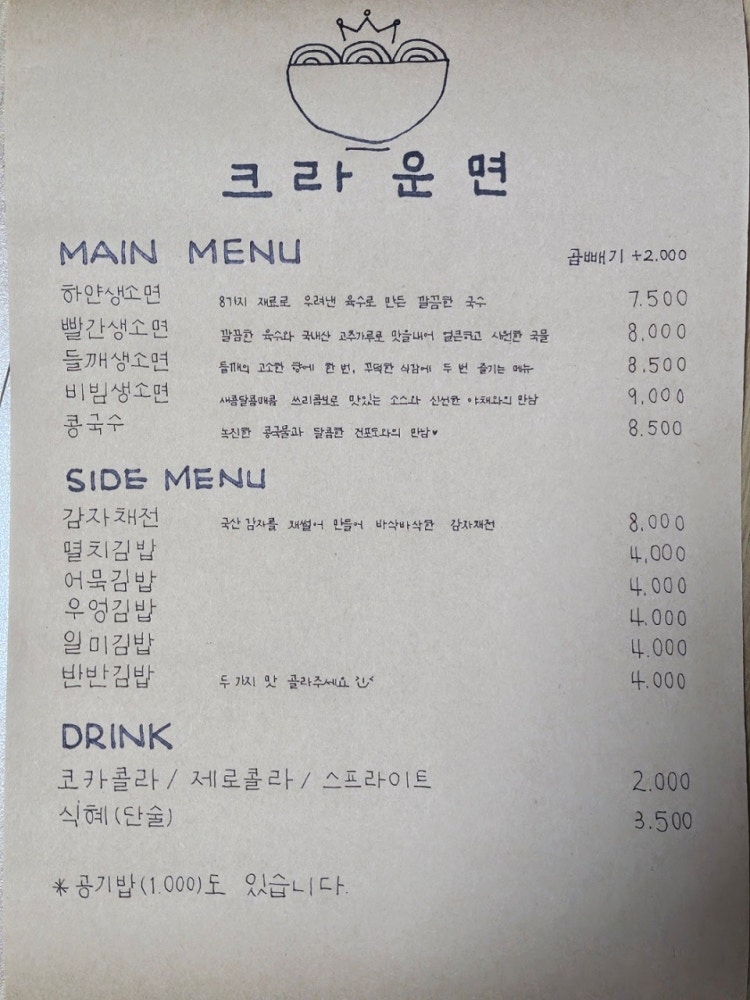 크라운면
MAIN MENU 곱빼기 +2.000
하얀생소면 8가지 재료로 우려낸 육수로 만든 깔끔한 국수 7.500
빨간생소면 깔끔한 육수와 국내산 고추가루로 맛을내어 얼큰하고 시원한 국물 8.000
들깨생소면 들깨의 고소한 향에 한 번, 꾸덕한 식감에 두 번 즐기는 메뉴 8.500
비빔생소면 새콤달콤매콤 쓰리콤보로 맛있는 소스와 신선한 야채와의 만남 9,000
콩국수 녹진한 콩국물과 달콤한 건포도와의 만남♥ 8.500
SIDE MENU
감자채전 국산감자를 채썰어 만들어 바삭바삭한 감자채전 8.000
멸치김밥 4,000
어묵김밥 4.000
우엉김밥 4.000
일미김밥 4.000
반반김밥 두가지 맛 골라주세요 4.000
DRINK
코카콜라 / 제로콜라 / 스프라이트 2.000
식혜(단술) 3.500
* 공기밥(1.000)도 있습니다.